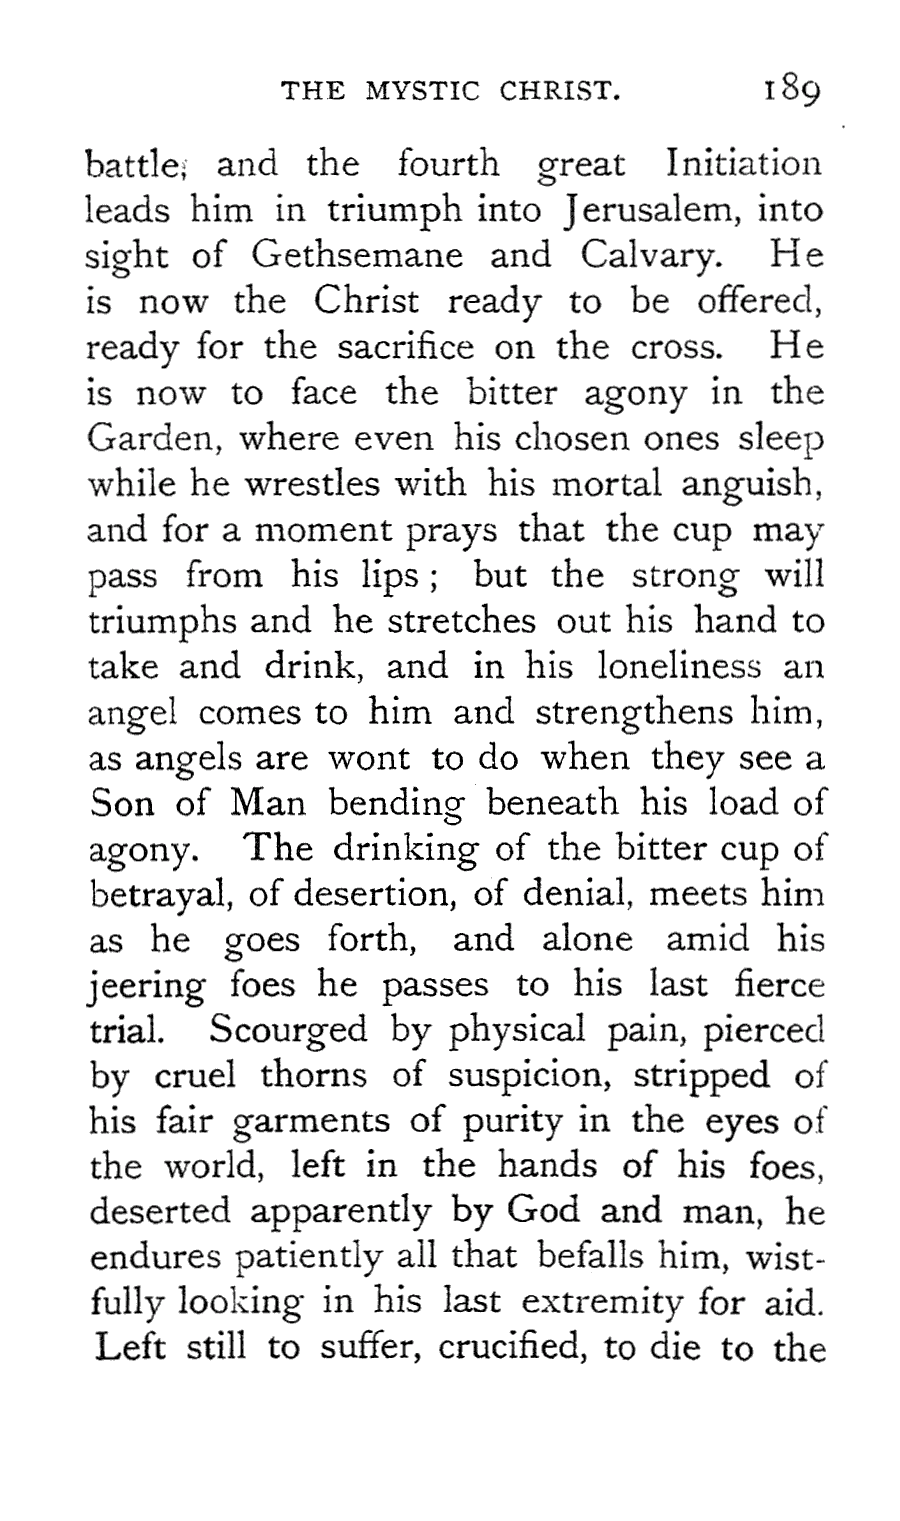 THE MYSTIC CHRIST. 189
battle; and the fourth great Initiation
leads him in triumph into Jerusalem, into
sight of Gethsemane and Calvary. He
is now the Christ ready to be offered,
ready for the sacrifice on the cross. He
is now to face the bitter agony in the
Garden, where even his chosen ones sleep
while he wrestles with his mortal anguish,
and for a moment prays that the cup may
pass from his lips ; but the strong will
triumphs and he stretches out his hand to
take and drink, and in his loneliness an
angel comes to him and strengthens him,
as angels are wont to do when they see a
Son of Man bending beneath his load of
agony. The drinking of the bitter cup of
betrayal, of desertion, of denial, meets him
as he goes forth, and alone amid his
jeering foes he passes to his last fierce
trial. Scourged by physical pain, pierced
by cruel thorns of suspicion, stripped of
his fair garments of purity in the eyes of
the world, left in the hands of his foes,
deserted apparently by God and man, he
endures patiently all that befalls him, wist-
fully looking in his last extremity for aid.
Left still to suffer, crucified, to die to the